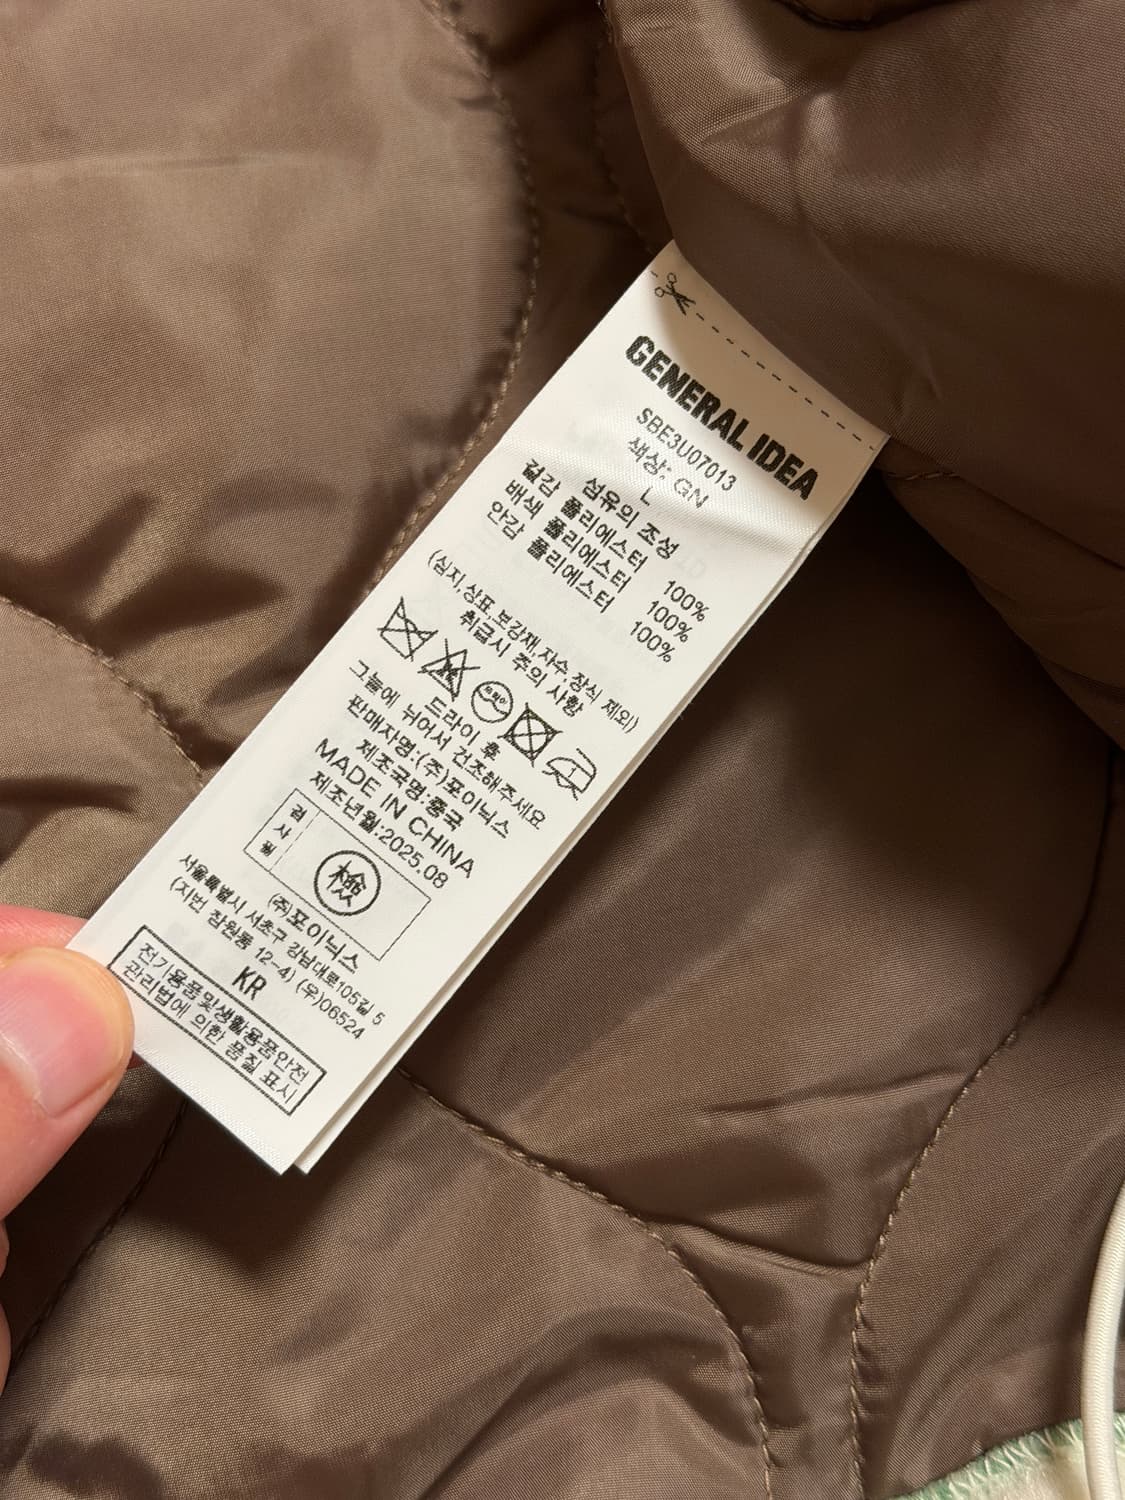 GENERAL IDEA
SBE3U07013
색상: GN
L
섬유의 조성
겉감 폴리에스터 100%
배색 폴리에스터 100%
안감 폴리에스터 100%
(심지,상표,보강재,자수,장식 제외)
취급시 주의 사항
드라이 후
그늘에 뉘어서 건조해주세요
판매자명:(주)포이닉스
제조국명:중국
MADE IN CHINA
제조년월:2025.08
검사필
檢
(주)포이닉스
서울특별시 서초구 강남대로105길 5
(지번 잠원동 12-4) (우)06524
KR
전기용품및생활용품안전
관리법에 의한 품질 표시